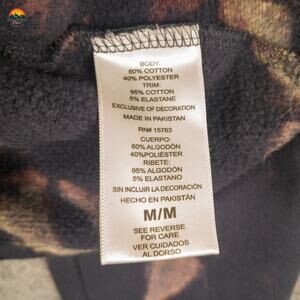 BODY:
60% COTTON
40% POLYESTER
TRIM:
95% COTTON
5% ELASTANE
EXCLUSIVE OF DECORATION
MADE IN PAKISTAN
RN# 15763
CUERPO:
60% ALGODÓN
40%POLIÉSTER
RIBETE:
95% ALGODÓN
5% ELASTANO
SIN INCLUIR LA DECORACIÓN
HECHO EN PAKISTÁN
M/M
SEE REVERSE
FOR CARE
VER CUIDADOS
AL DORSO